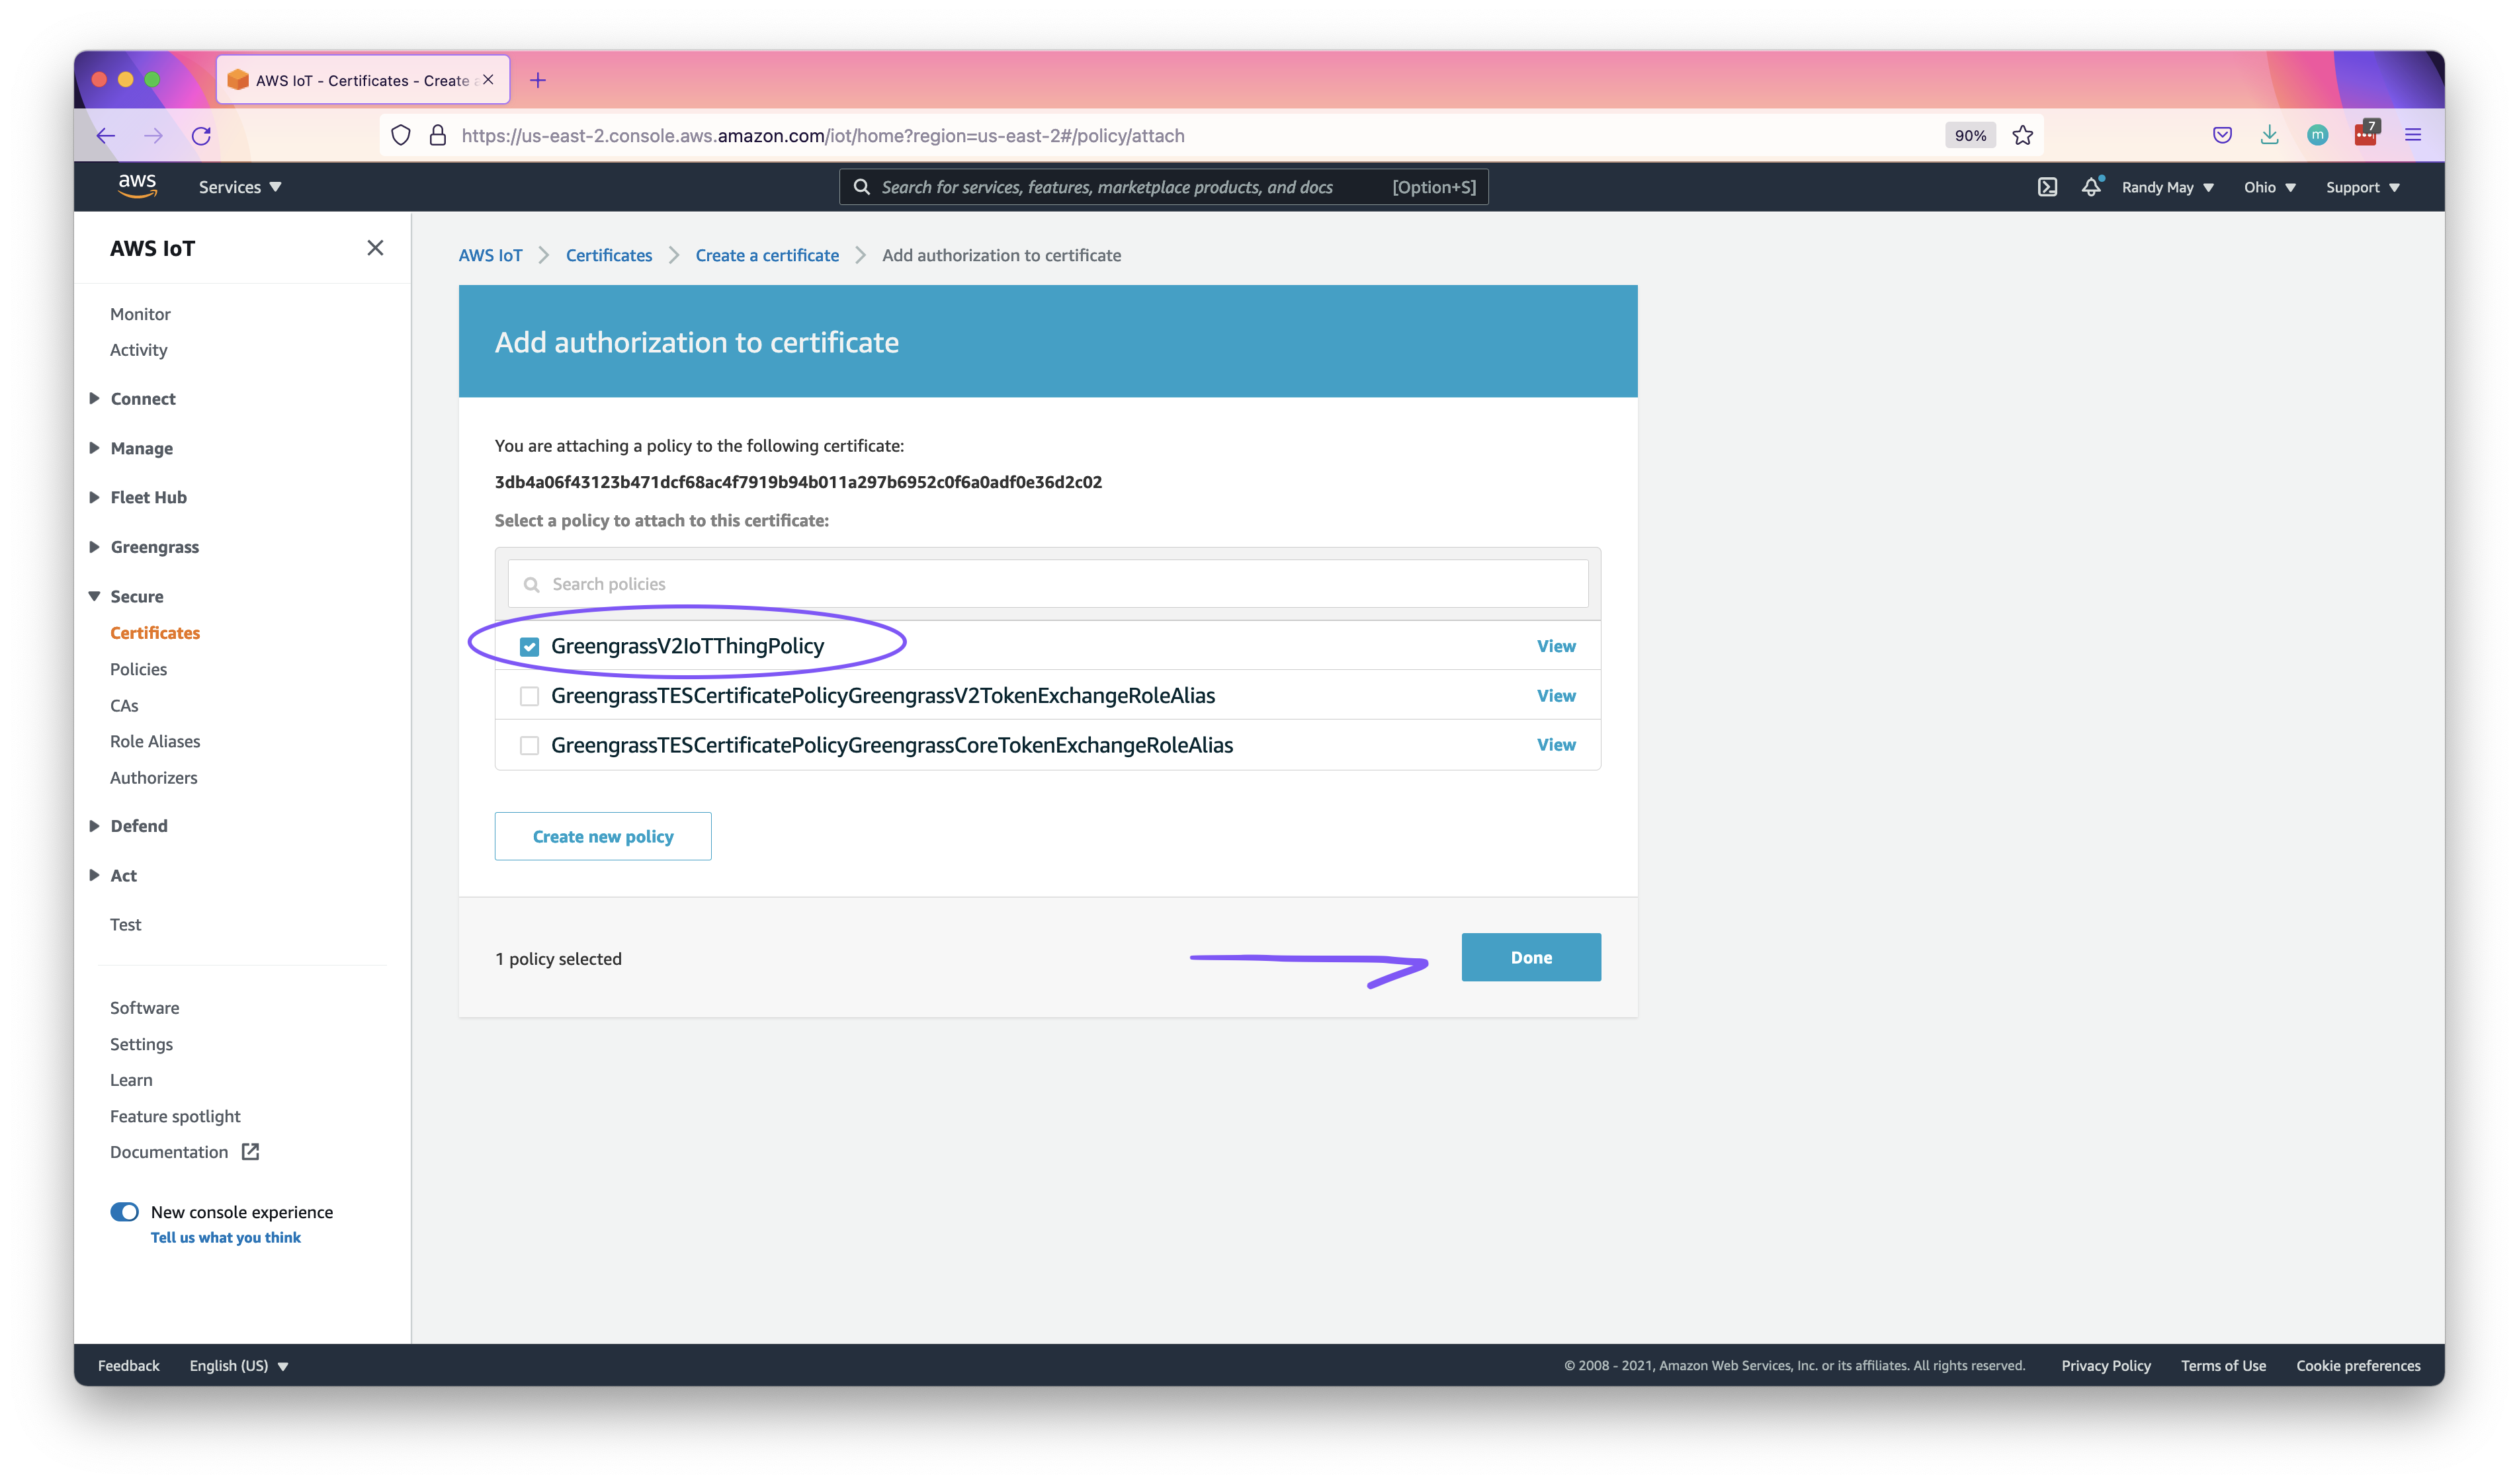 AWS IoT - Certificates - Create a
https://us-east-2.console.aws.amazon.com/iot/home?region=us-east-2#/policy/attach
90%
m
7
aws
Services
Search for services, features, marketplace products, and docs
[Option+S]
Randy May
Ohio
Support
AWS IoT
Monitor
Activity
Connect
Manage
Fleet Hub
Greengrass
Secure
Certificates
Policies
CAs
Role Aliases
Authorizers
Defend
Act
Test
Software
Settings
Learn
Feature spotlight
Documentation
New console experience
Tell us what you think
AWS IoT
Certificates
Create a certificate
Add authorization to certificate
Add authorization to certificate
You are attaching a policy to the following certificate:
3db4a06f43123b471dcf68ac4f7919b94b011a297b6952c0f6a0adf0e36d2c02
Select a policy to attach to this certificate:
Search policies
GreengrassV2IoTThingPolicy
View
GreengrassTESCertificatePolicyGreengrassV2TokenExchangeRoleAlias
View
GreengrassTESCertificatePolicyGreengrassCoreTokenExchangeRoleAlias
View
Create new policy
1 policy selected
Done
Feedback
English (US)
© 2008 - 2021, Amazon Web Services, Inc. or its affiliates. All rights reserved.
Privacy Policy
Terms of Use
Cookie preferences